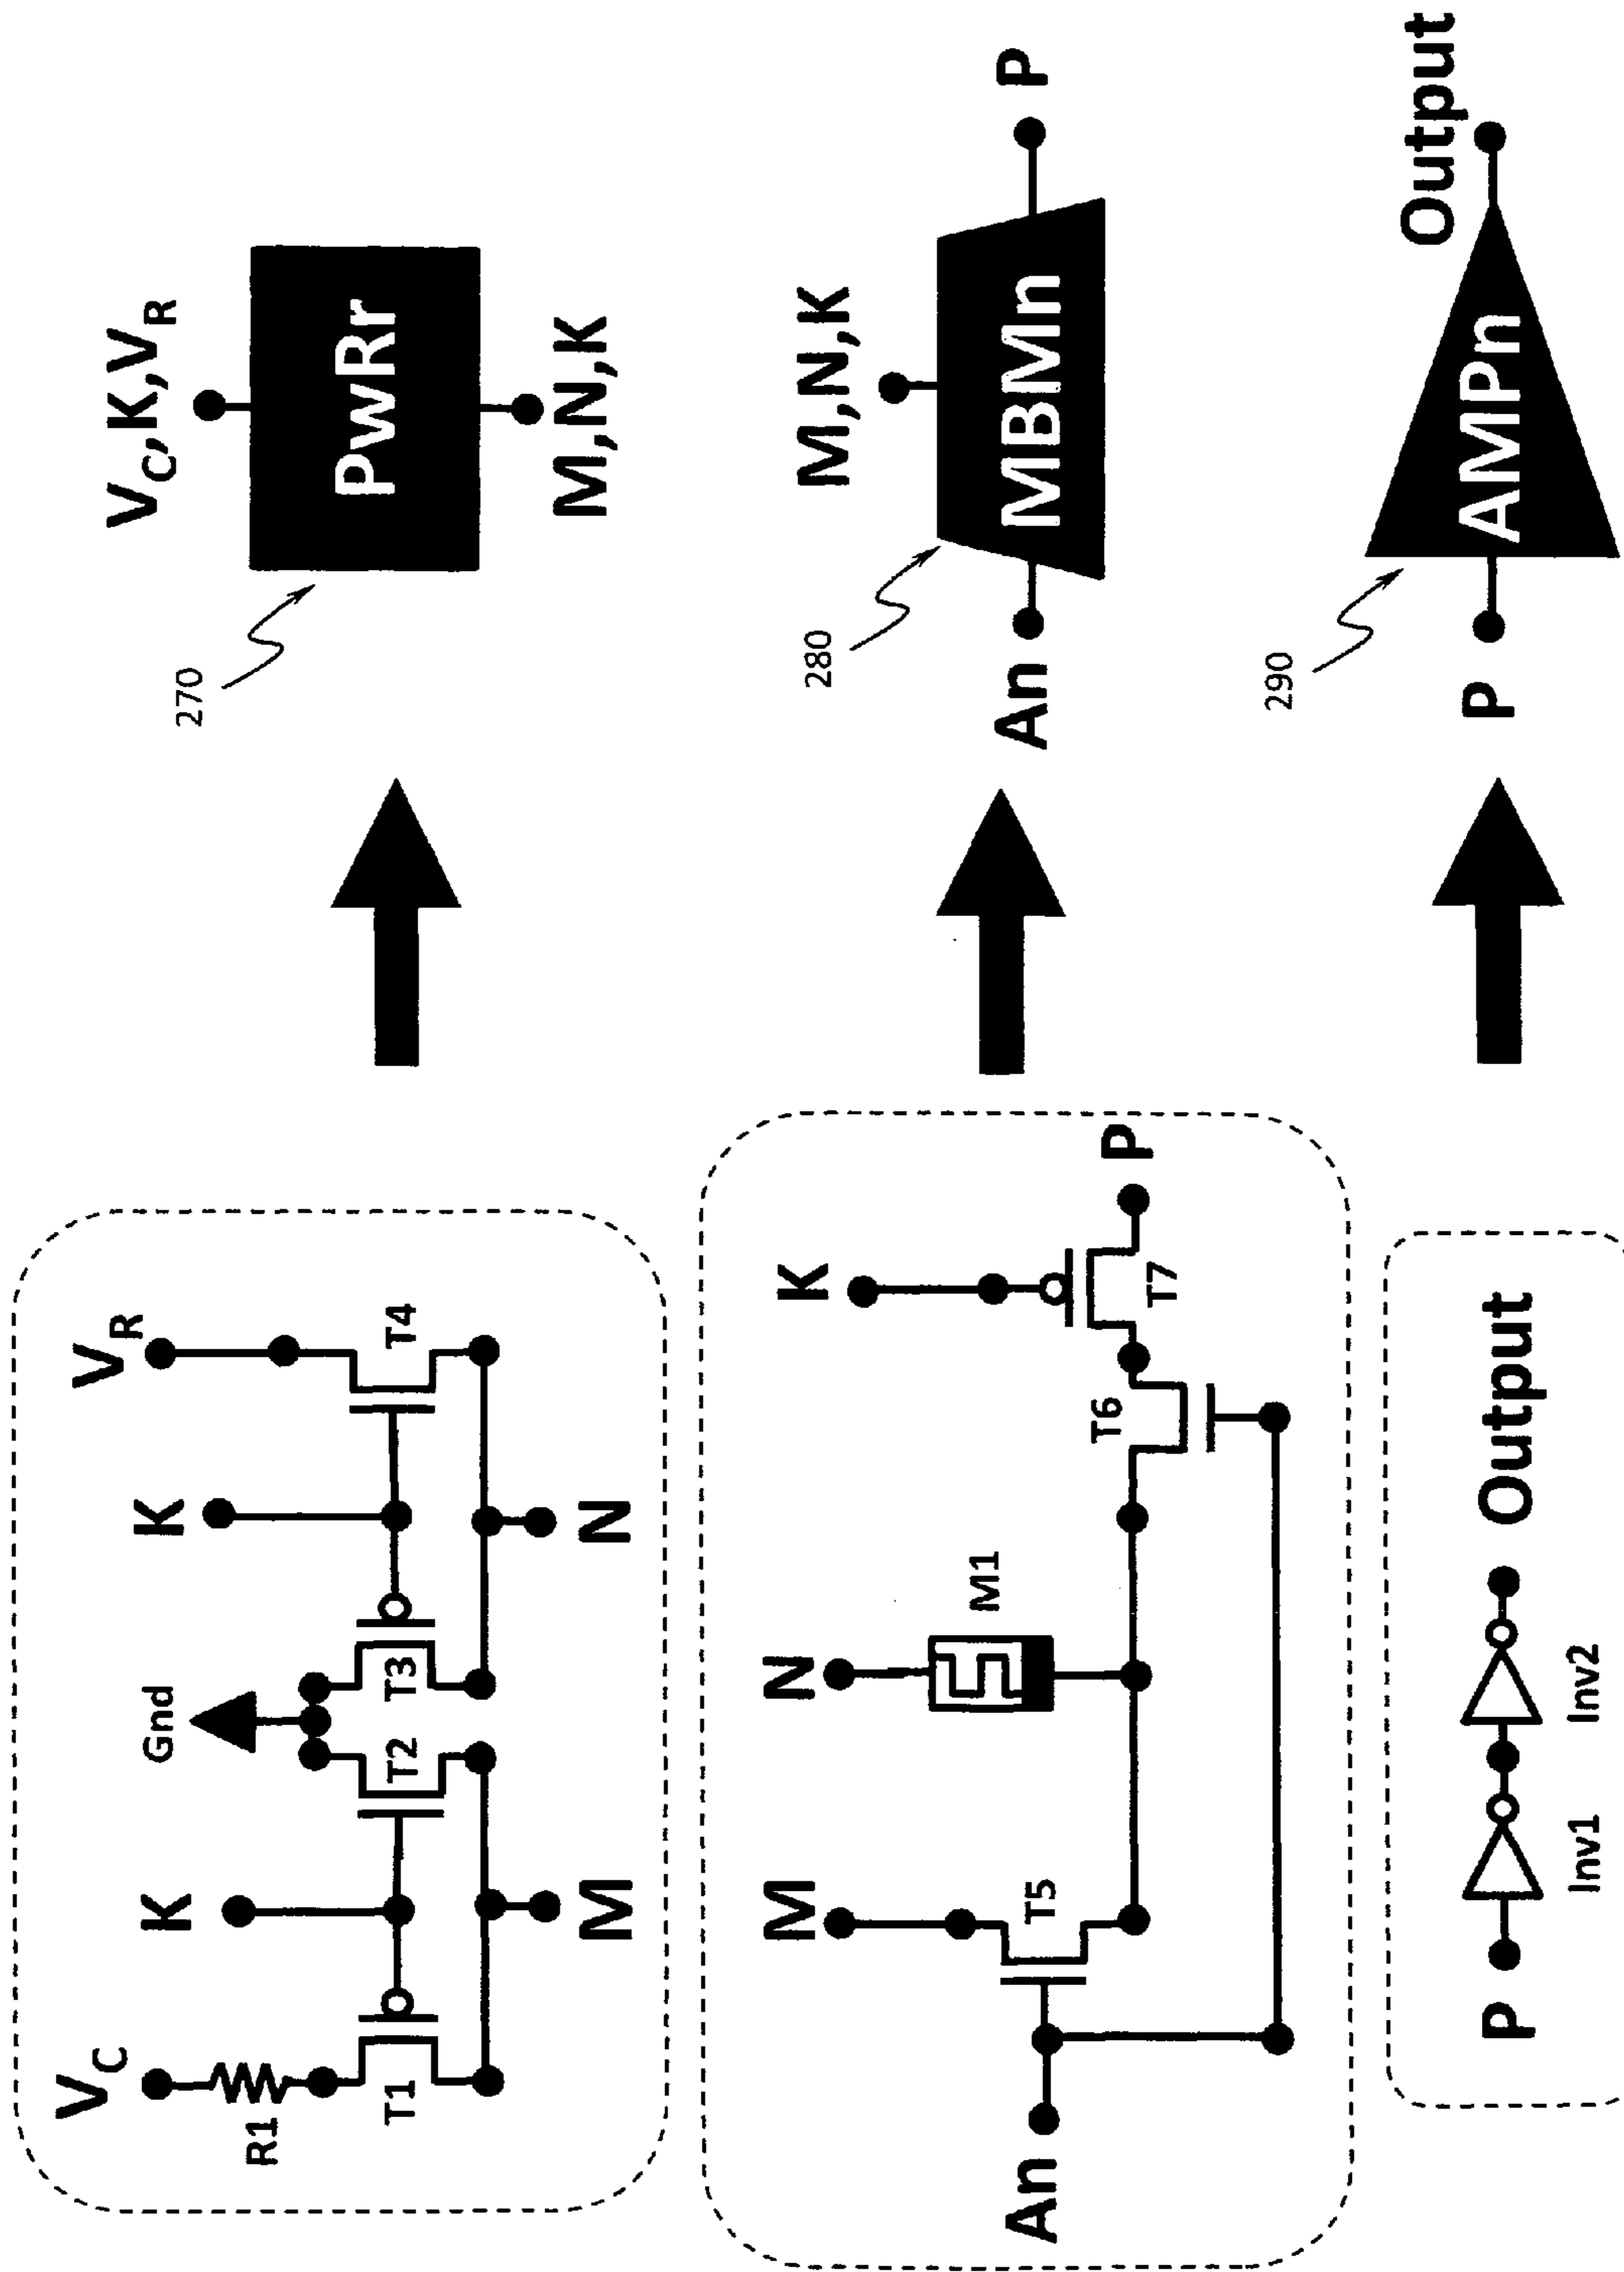 V_C
K
Gnd
K
V_R
R1
T1
T2
T3
T4
M
N
V_C,K,V_R
270
PwRr
M,N,K
M
N
K
M1
An
T5
T6
T7
P
M,N,K
280
An
MBMn
P
P
Inv1
Inv2
Output
290
P
AMPn
Output